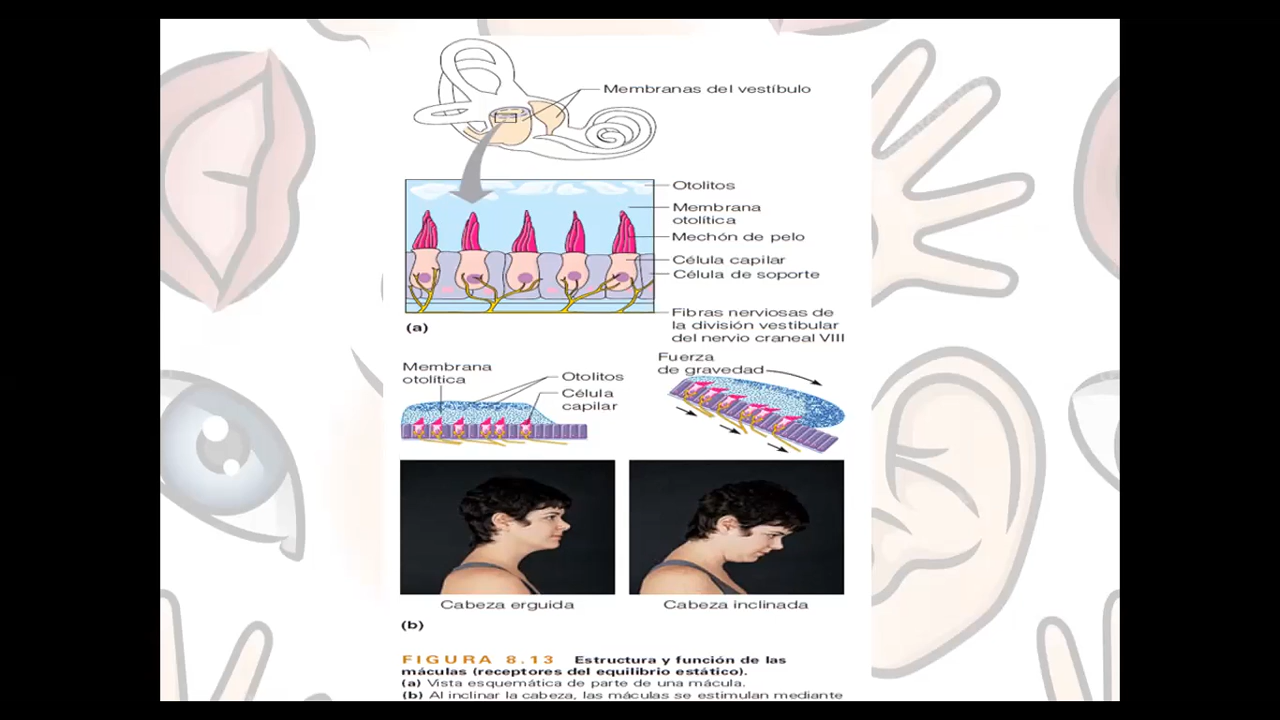 Membranas del vestíbulo
Otolitos
Membrana
otolítica
Mechón de pelo
Célula capilar
Célula de soporte
Fibras nerviosas de
la división vestibular
del nervio craneal VIII
(a)
Membrana
otolítica
Otolitos
Célula
capilar
Fuerza
de gravedad
Cabeza erguida
Cabeza inclinada
(b)
FIGURA 8.13 Estructura y función de las
máculas (receptores del equilibrio estático).
(a) Vista esquemática de parte de una mácula.
(b) Al inclinar la cabeza, las máculas se estimulan mediante